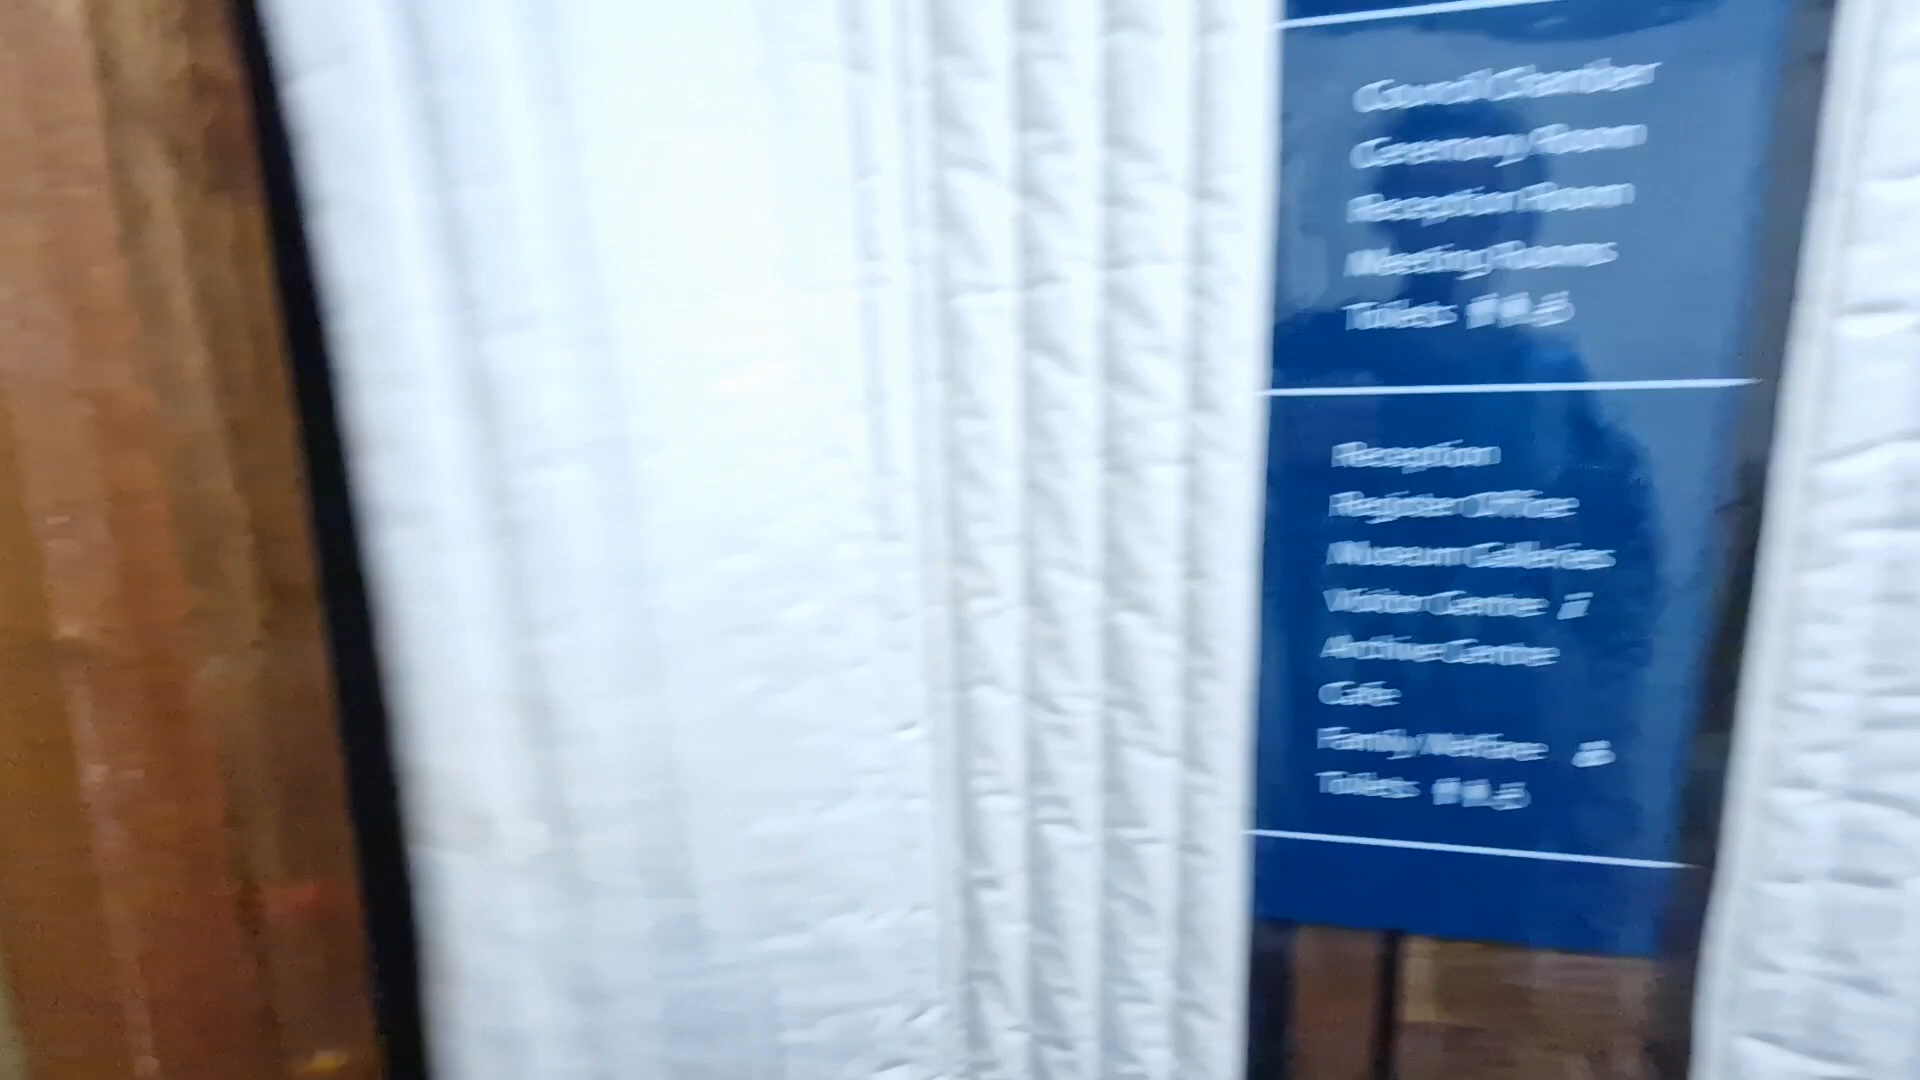 Council Chamber
Ceremony Room
Reception Room
Meeting Rooms
Toilets
Reception
Register Office
Museum Galleries
Visitor Centre
Archive Centre
Café
Family Welfare
Toilets